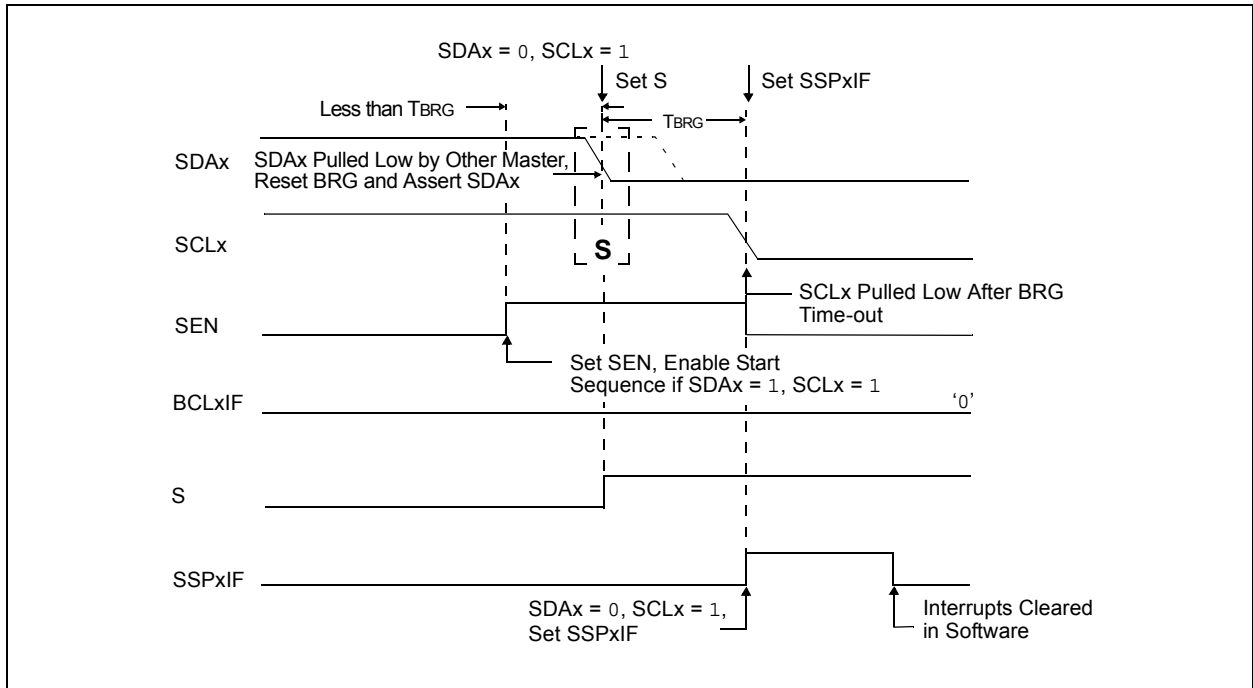 SDAx = 0, SCLx = 1
Set S
Set SSPxIF
Less than TBRG
TBRG
SDAx
SDAx Pulled Low by Other Master,
Reset BRG and Assert SDAx
SCLx
S
SCLx Pulled Low After BRG
Time-out
SEN
Set SEN, Enable Start
Sequence if SDAx = 1, SCLx = 1
BCLxIF
‘0’
S
SSPxIF
SDAx = 0, SCLx = 1,
Set SSPxIF
Interrupts Cleared
in Software